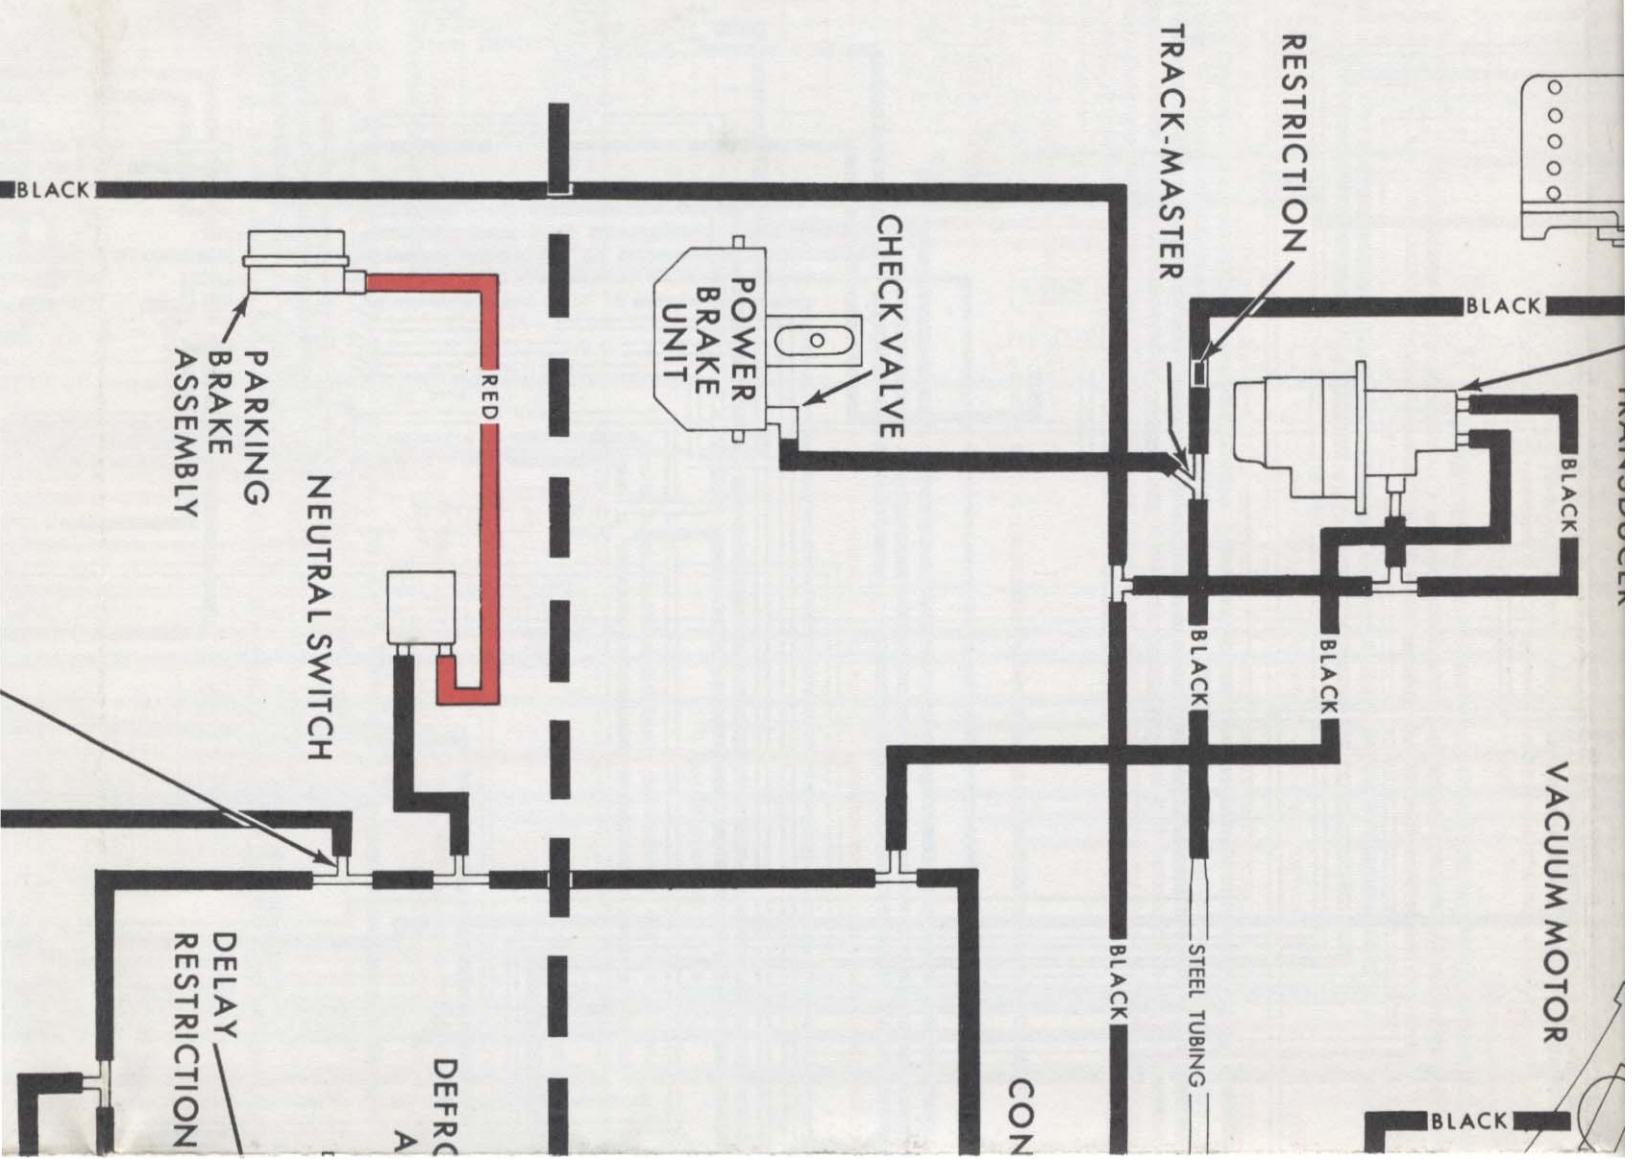 BLACK
RESTRICTION
TRACK-MASTER
CHECK VALVE
POWER
BRAKE
UNIT
BLACK
PARKING
BRAKE
ASSEMBLY
RED
BLACK
NEUTRAL SWITCH
BLACK
BLACK
VACUUM MOTOR
BLACK
STEEL TUBING
DELAY
RESTRICTION
DEFRO
A
CON
BLACK